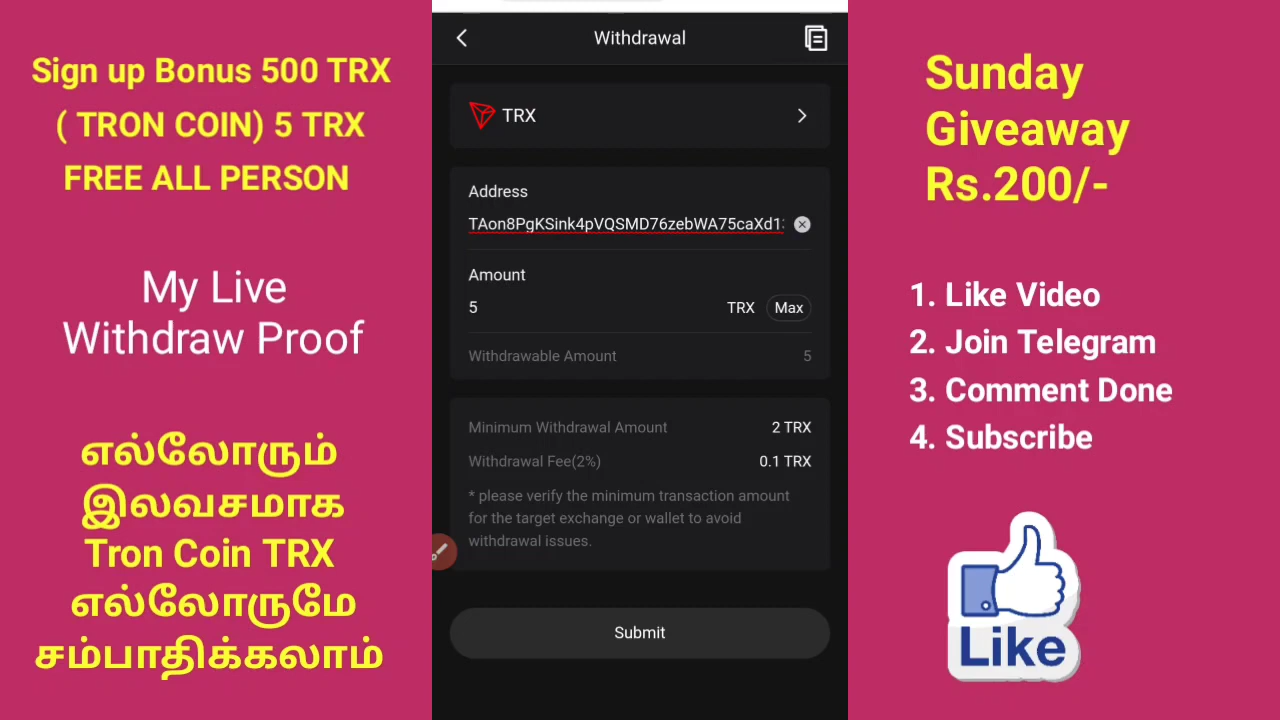 Sign up Bonus 500 TRX
( TRON COIN) 5 TRX
FREE ALL PERSON
My Live
Withdraw Proof
எல்லோரும்
இலவசமாக
Tron Coin TRX
எல்லோருமே
சம்பாதிக்கலாம்
Withdrawal
TRX
Address
TAon8PgKSink4pVQSMD76zebWA75caXd1
Amount
5 TRX Max
Withdrawable Amount 5
Minimum Withdrawal Amount 2 TRX
Withdrawal Fee(2%) 0.1 TRX
* please verify the minimum transaction amount
for the target exchange or wallet to avoid
withdrawal issues.
Submit
Sunday
Giveaway
Rs.200/-
1. Like Video
2. Join Telegram
3. Comment Done
4. Subscribe
Like